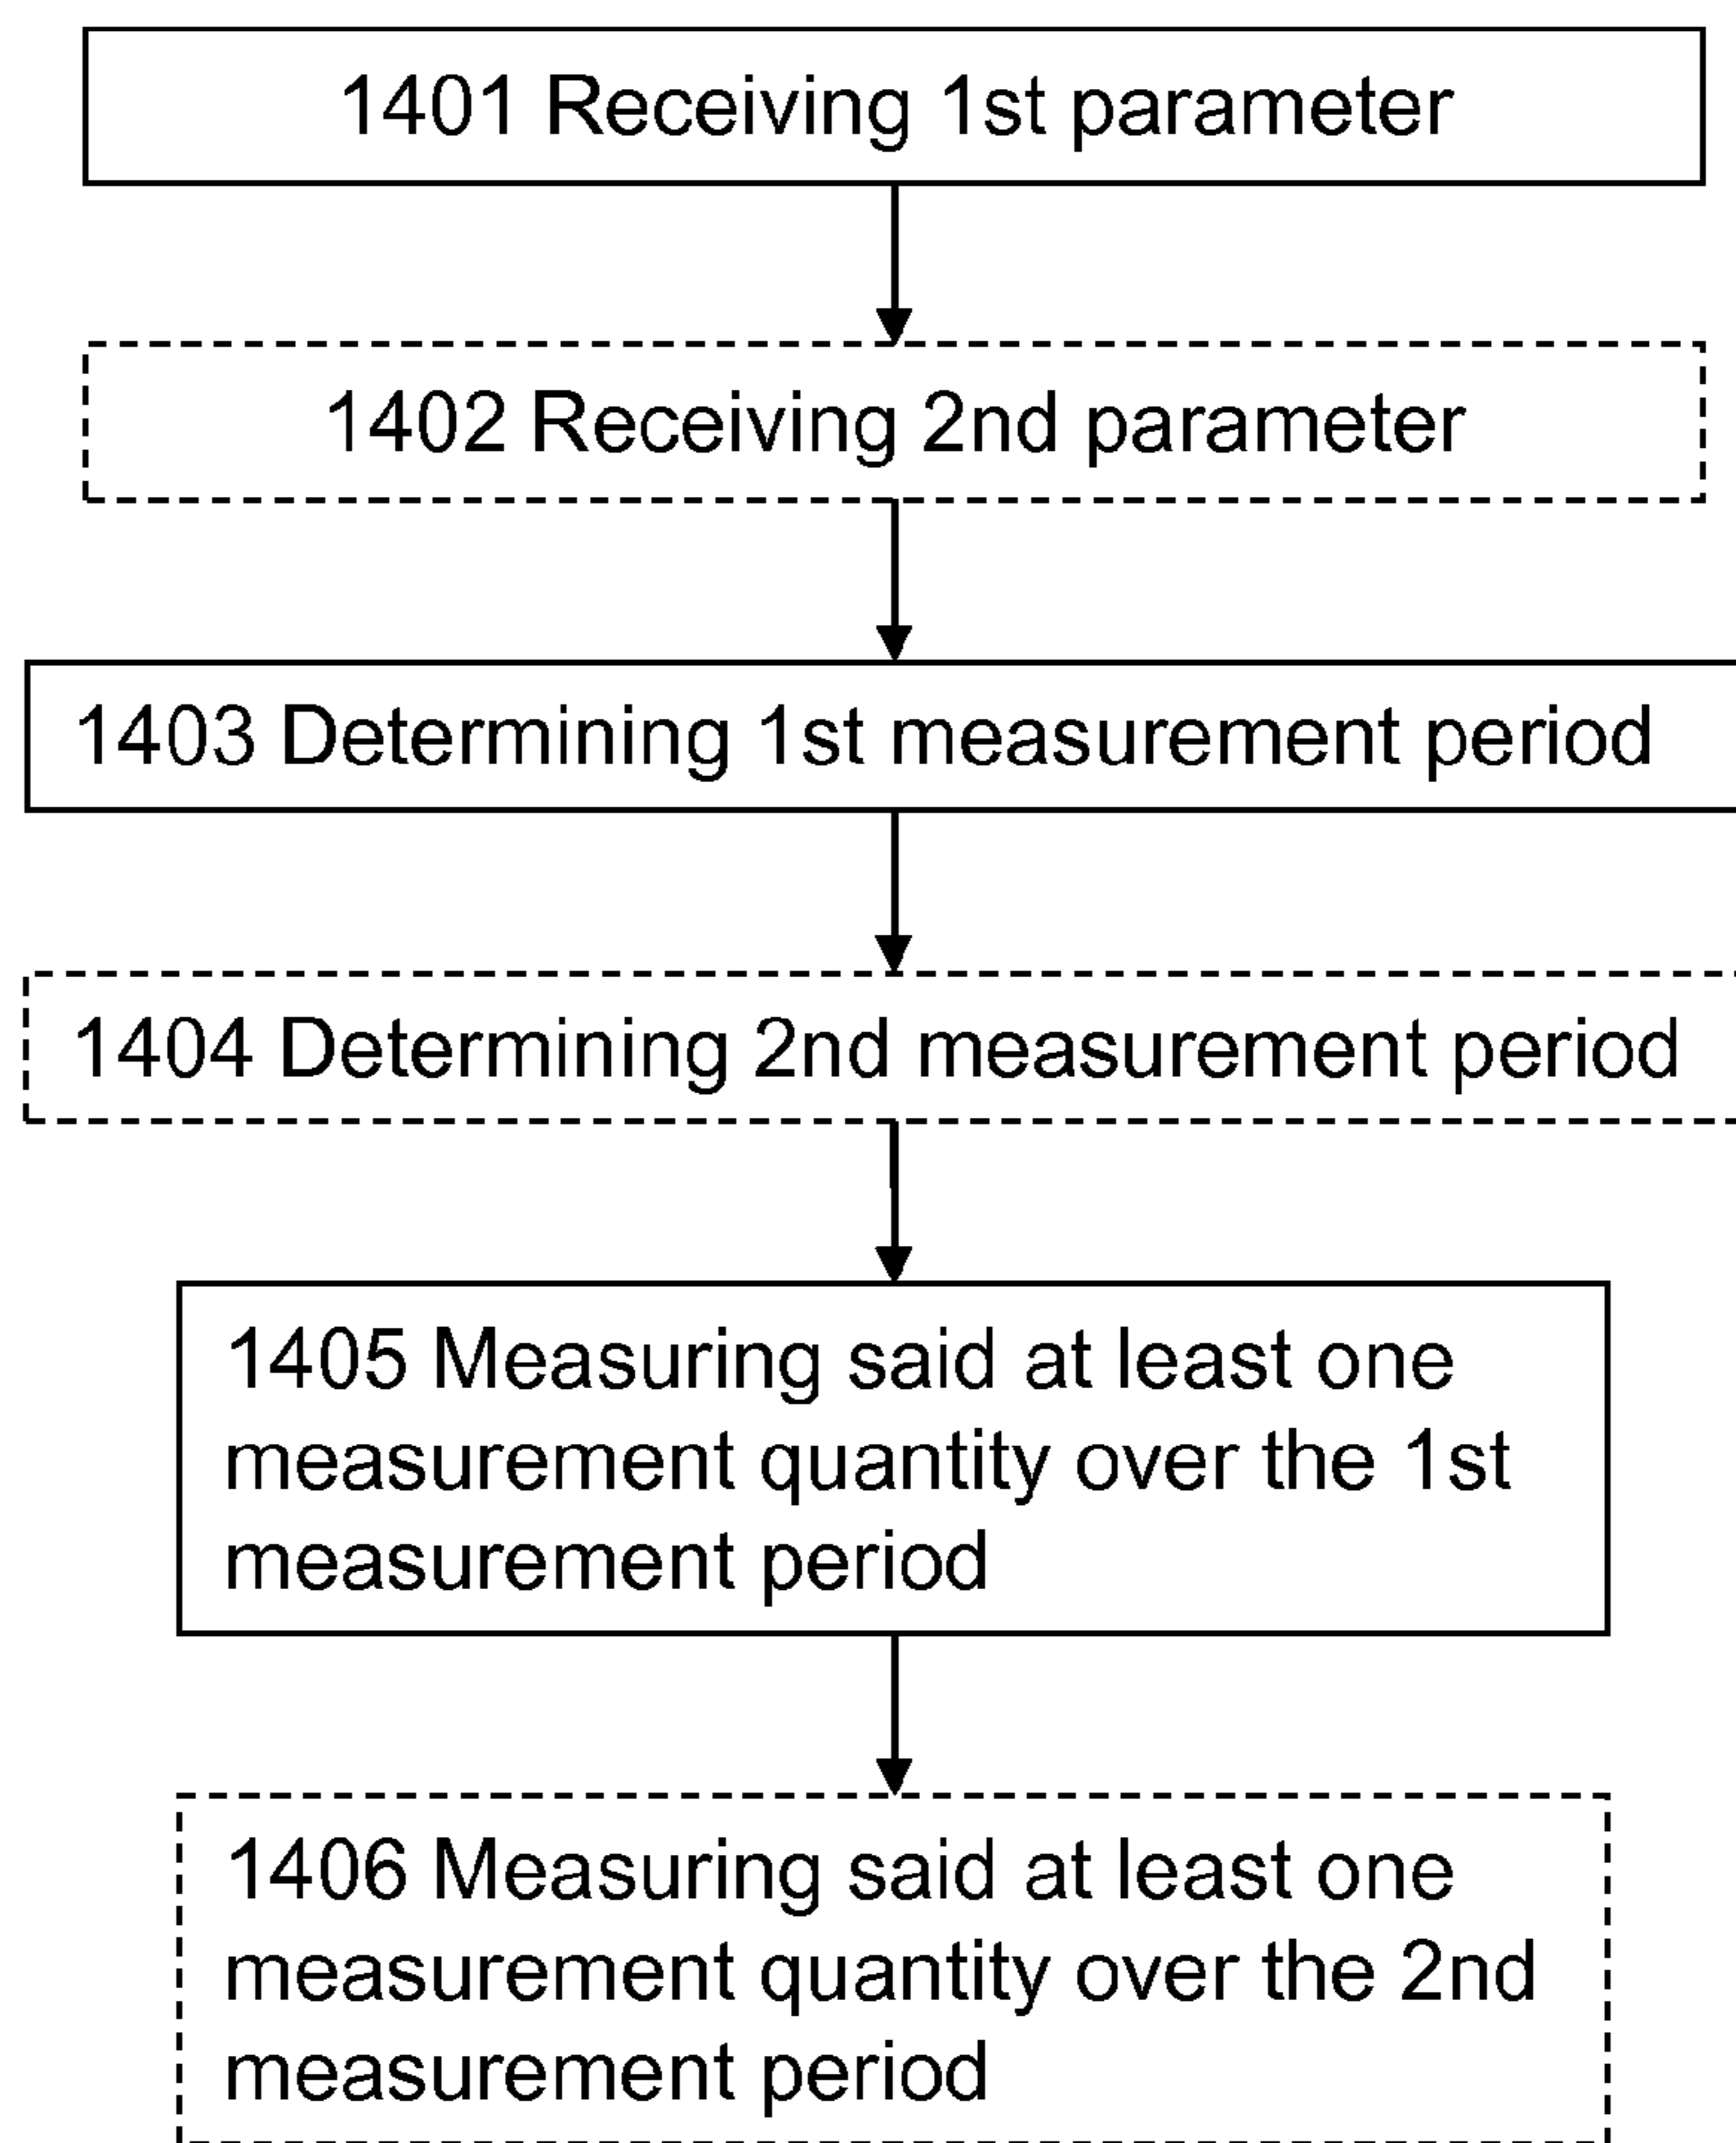 1401 Receiving 1st parameter
1402 Receiving 2nd parameter
1403 Determining 1st measurement period
1404 Determining 2nd measurement period
1405 Measuring said at least one
measurement quantity over the 1st
measurement period
1406 Measuring said at least one
measurement quantity over the 2nd
measurement period